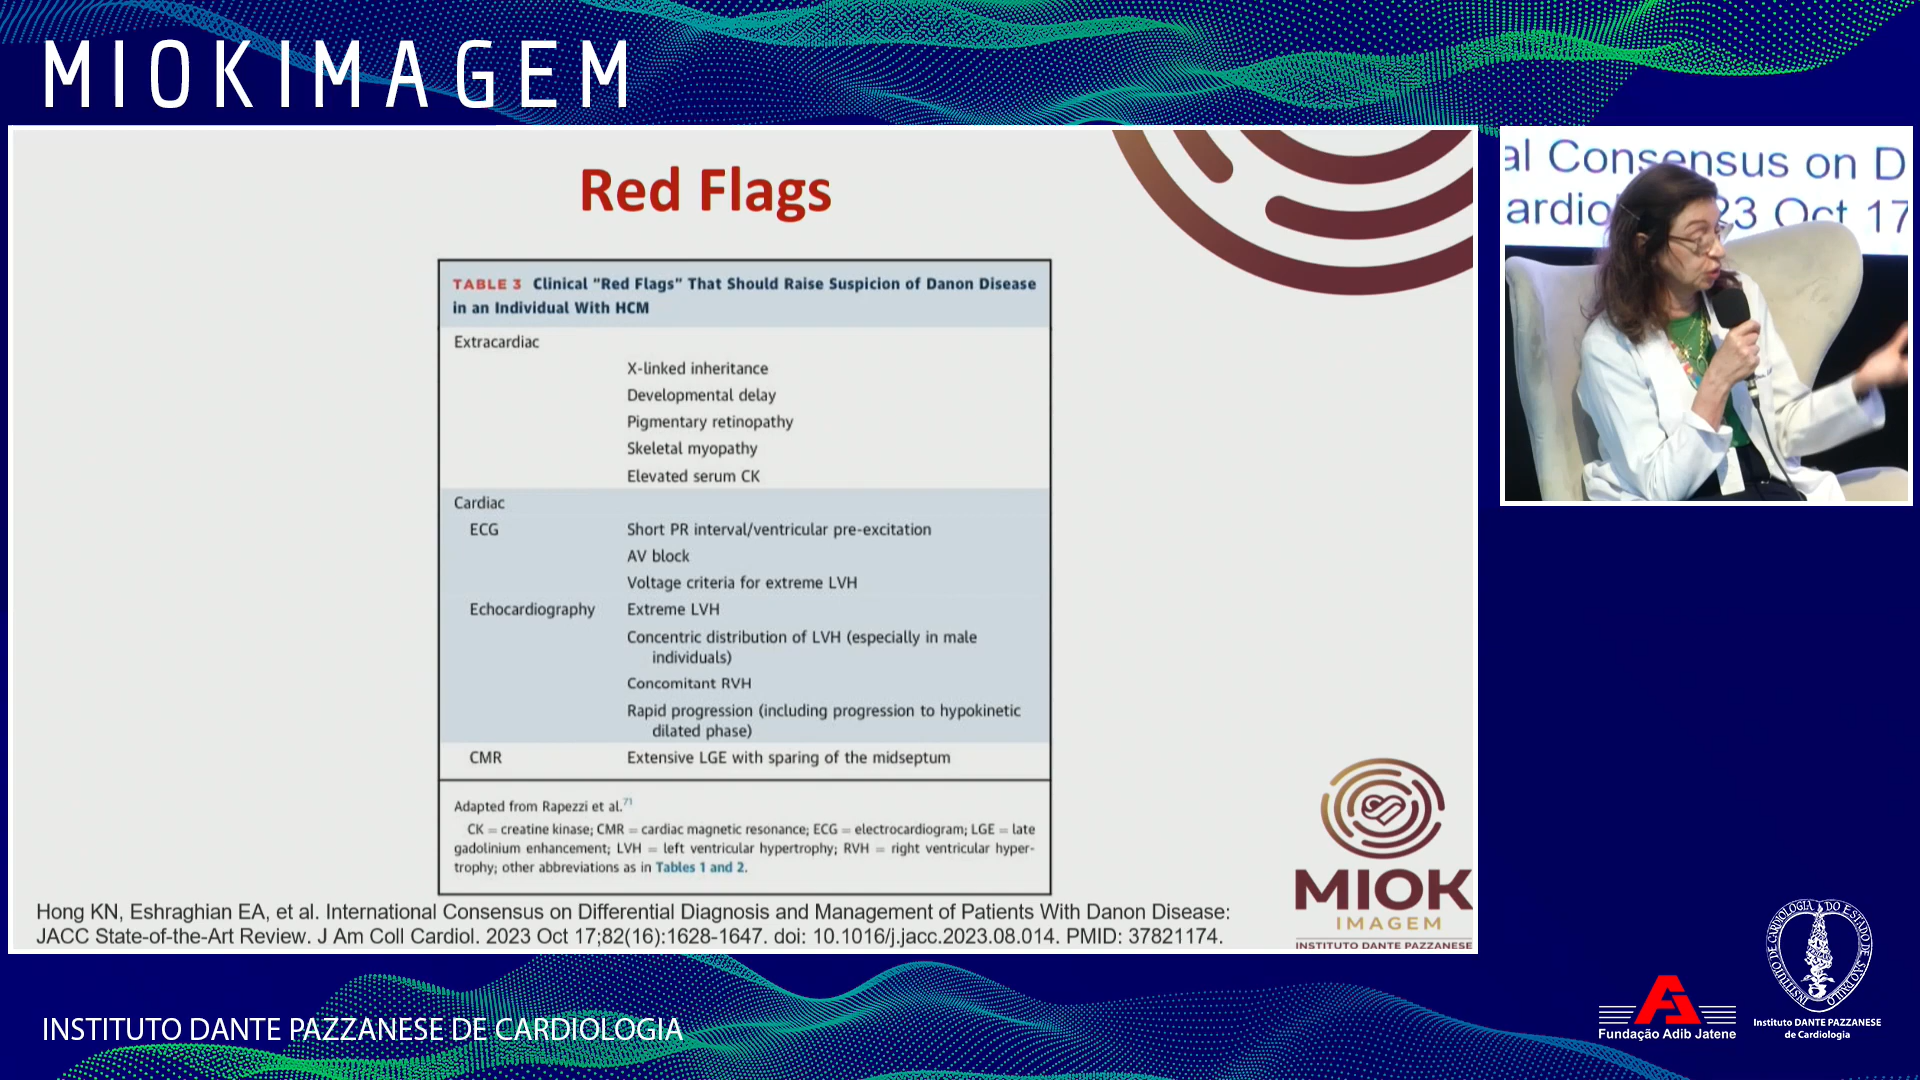 MIOKIMAGEM
Red Flags
TABLE 3 Clinical "Red Flags" That Should Raise Suspicion of Danon Disease
in an Individual With HCM
Extracardiac
X-linked inheritance
Developmental delay
Pigmentary retinopathy
Skeletal myopathy
Elevated serum CK
Cardiac
ECG Short PR interval/ventricular pre-excitation
AV block
Voltage criteria for extreme LVH
Echocardiography Extreme LVH
Concentric distribution of LVH (especially in male
individuals)
Concomitant RVH
Rapid progression (including progression to hypokinetic
dilated phase)
CMR Extensive LGE with sparing of the midseptum
Adapted from Rapezzi et al.71
CK = creatine kinase; CMR = cardiac magnetic resonance; ECG = electrocardiogram; LGE = late
gadolinium enhancement; LVH = left ventricular hypertrophy; RVH = right ventricular hyper-
trophy; other abbreviations as in Tables 1 and 2.
Hong KN, Eshraghian EA, et al. International Consensus on Differential Diagnosis and Management of Patients With Danon Disease:
JACC State-of-the-Art Review. J Am Coll Cardiol. 2023 Oct 17;82(16):1628-1647. doi: 10.1016/j.jacc.2023.08.014. PMID: 37821174.
MIOK
IMAGEM
INSTITUTO DANTE PAZZANESE
al Consensus on D
ardio 23 Oct 17
INSTITUTO DANTE PAZZANESE DE CARDIOLOGIA
Fundação Adib Jatene
INSTITUTO DE CARDIOLOGIA DO ESTADO DE SÃO PAULO
Instituto DANTE PAZZANESE
de Cardiologia